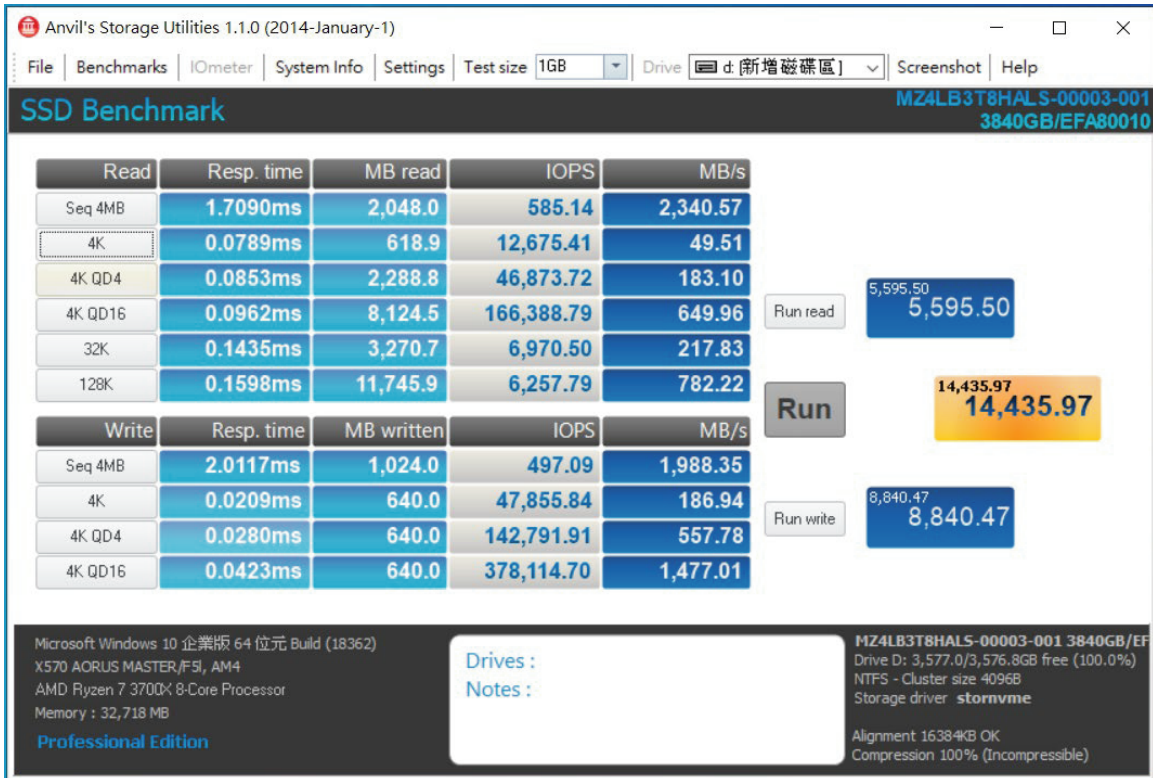 Anvil's Storage Utilities 1.1.0 (2014-January-1)
File Benchmarks IOmeter System Info Settings Test size 1GB Drive d: [新增磁碟區] Screenshot Help
SSD Benchmark
MZ4LB3T8HALS-00003-001
3840GB/EFA80010
Read Resp. time MB read IOPS MB/s
Seq 4MB 1.7090ms 2,048.0 585.14 2,340.57
4K 0.0789ms 618.9 12,675.41 49.51
4K QD4 0.0853ms 2,288.8 46,873.72 183.10
4K QD16 0.0962ms 8,124.5 166,388.79 649.96
32K 0.1435ms 3,270.7 6,970.50 217.83
128K 0.1598ms 11,745.9 6,257.79 782.22
Run read
5,595.50
5,595.50
Run
14,435.97
14,435.97
Write Resp. time MB written IOPS MB/s
Seq 4MB 2.0117ms 1,024.0 497.09 1,988.35
4K 0.0209ms 640.0 47,855.84 186.94
4K QD4 0.0280ms 640.0 142,791.91 557.78
4K QD16 0.0423ms 640.0 378,114.70 1,477.01
Run write
8,840.47
8,840.47
Microsoft Windows 10 企業版 64 位元 Build (18362)
X570 AORUS MASTER/F5l, AM4
AMD Ryzen 7 3700X 8-Core Processor
Memory : 32,718 MB
Professional Edition
Drives :
Notes :
MZ4LB3T8HALS-00003-001 3840GB/EF
Drive D: 3,577.0/3,576.8GB free (100.0%)
NTFS - Cluster size 4096B
Storage driver stornvme
Alignment 16384KB OK
Compression 100% (Incompressible)